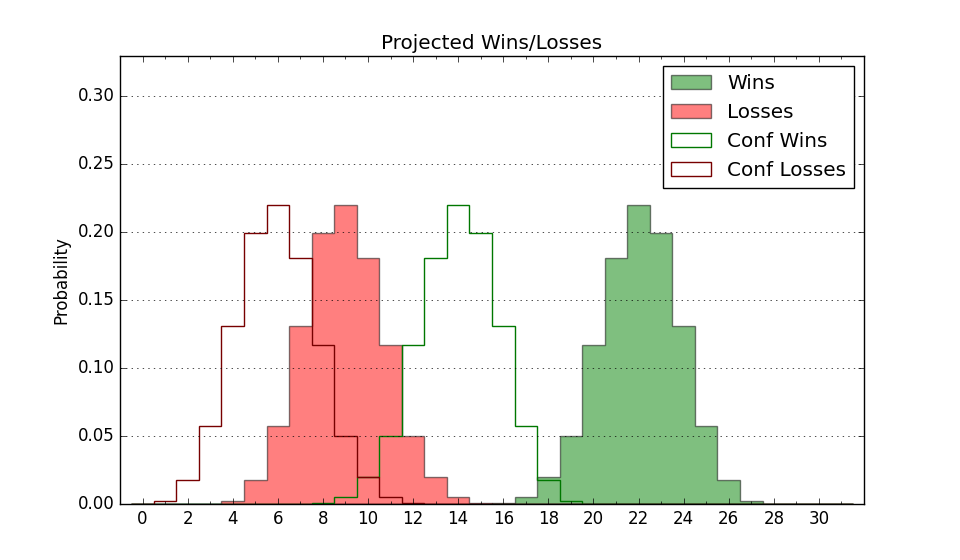 Projected Wins/Losses
Wins
Losses
Conf Wins
Conf Losses
Probability
0.30
0.25
0.20
0.15
0.10
0.05
0.00
0 2 4 6 8 10 12 14 16 18 20 22 24 26 28 30